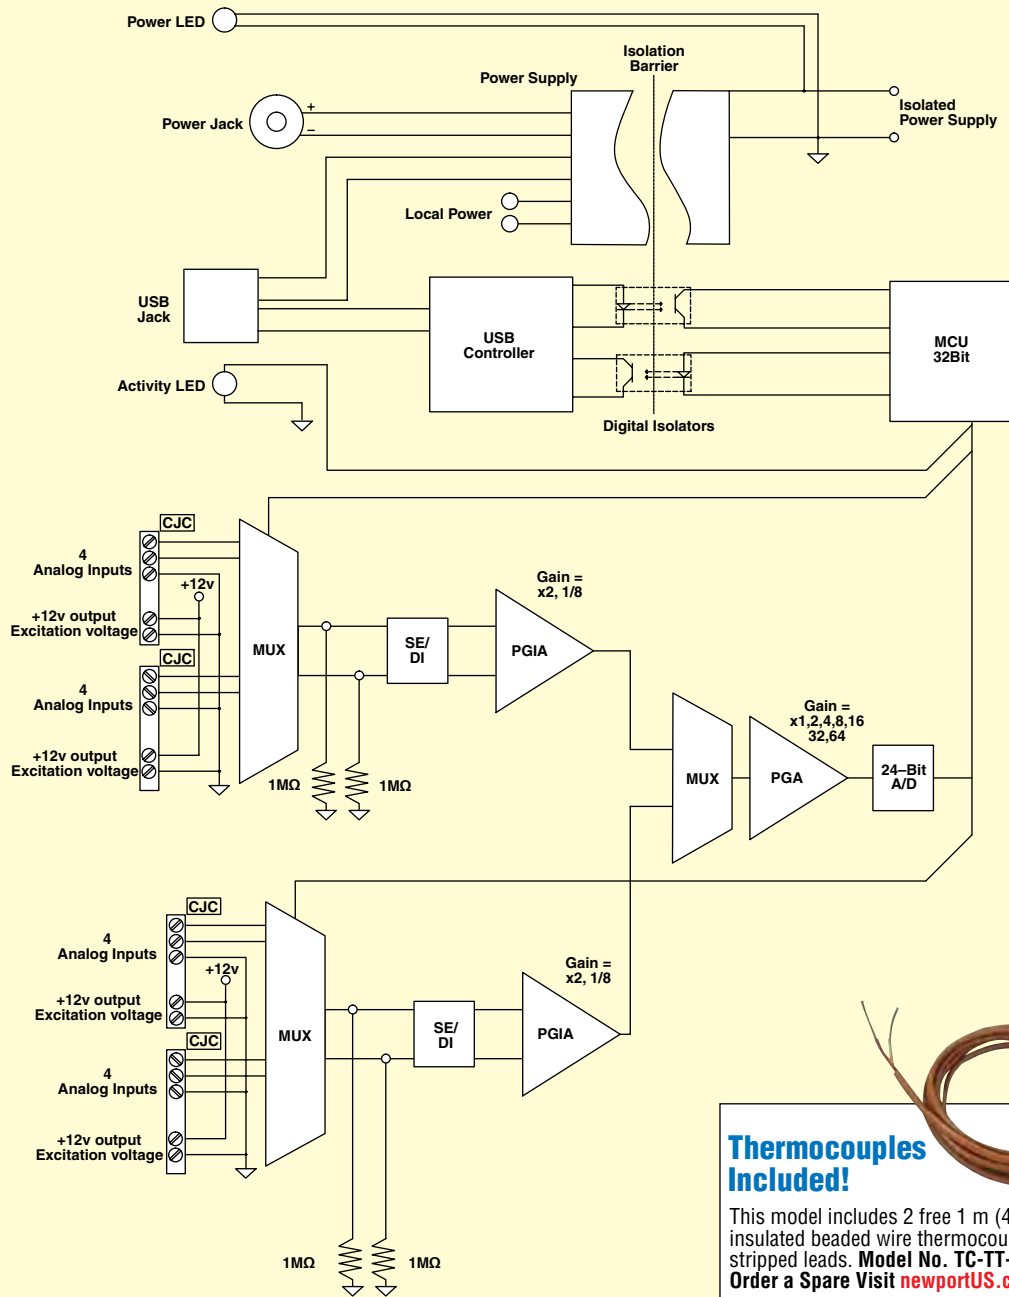 Power LED
Isolation
Barrier
Power Supply
Power Jack
+
–
Isolated
Power Supply
Local Power
USB
Jack
USB
Controller
MCU
32Bit
Activity LED
Digital Isolators
CJC
4
Analog Inputs
+12v
+12v output
Excitation voltage
CJC
4
Analog Inputs
+12v output
Excitation voltage
MUX
SE/
DI
Gain =
x2, 1/8
PGIA
1MΩ
1MΩ
MUX
Gain =
x1,2,4,8,16
32,64
PGA
24–Bit
A/D
CJC
4
Analog Inputs
+12v
+12v output
Excitation voltage
CJC
4
Analog Inputs
+12v output
Excitation voltage
MUX
SE/
DI
Gain =
x2, 1/8
PGIA
1MΩ
1MΩ
Thermocouples
Included!
This model includes 2 free 1 m (4
insulated beaded wire thermocou
stripped leads. Model No. TC-TT-
Order a Spare Visit newportUS.c